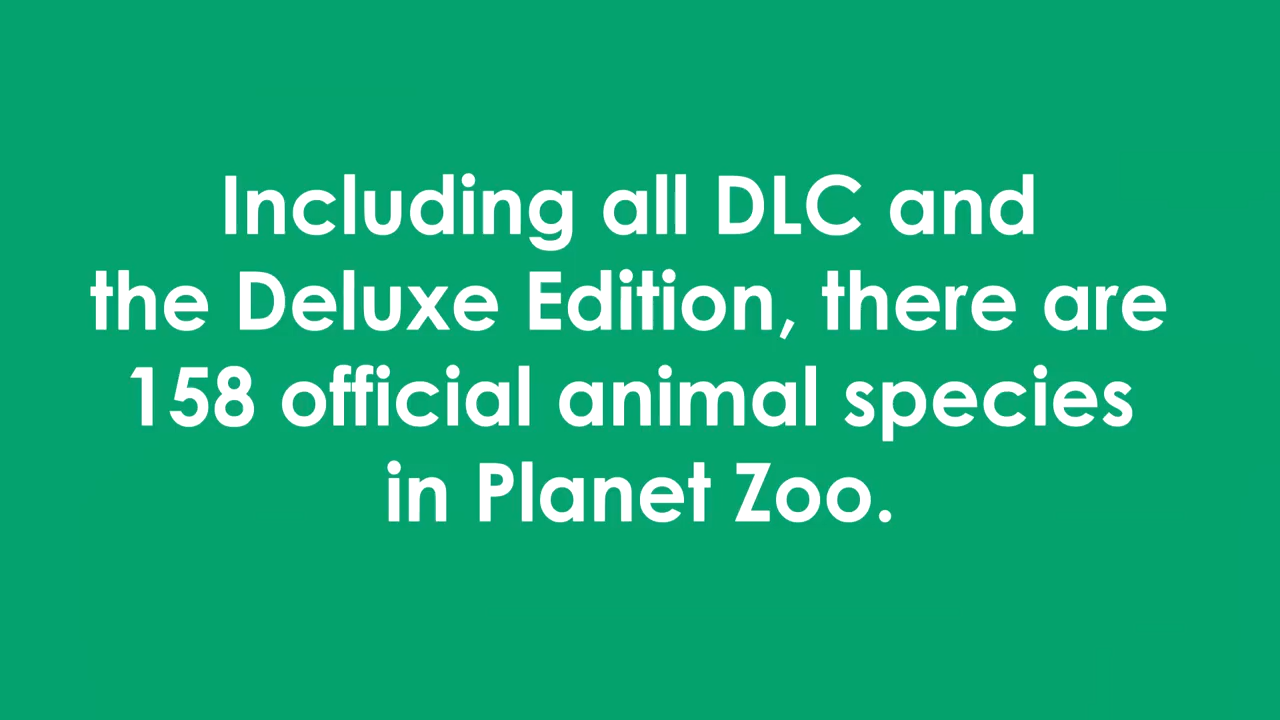 Including all DLC and
the Deluxe Edition, there are
158 official animal species
in Planet Zoo.